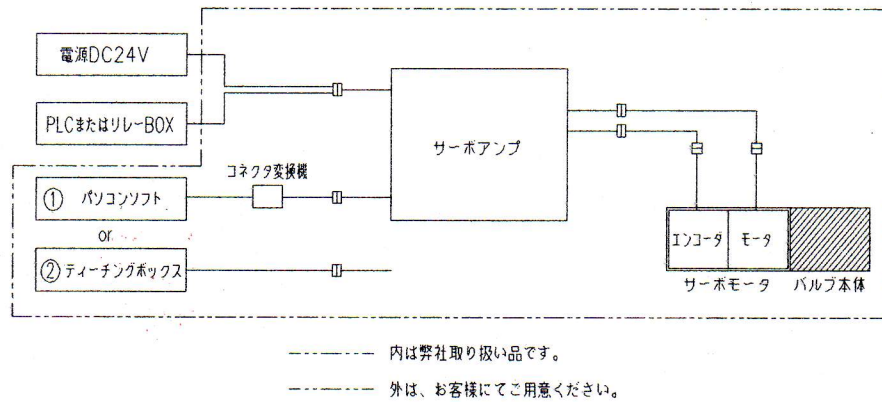 電源DC24V
PLCまたはリレーBOX
サーボアンプ
コネクタ変換機
① パソコンソフト
or
② ティーチングボックス
エンコーダ
モータ
サーボモータ
バルブ本体
内は弊社取り扱い品です。
外は、お客様にてご用意ください。